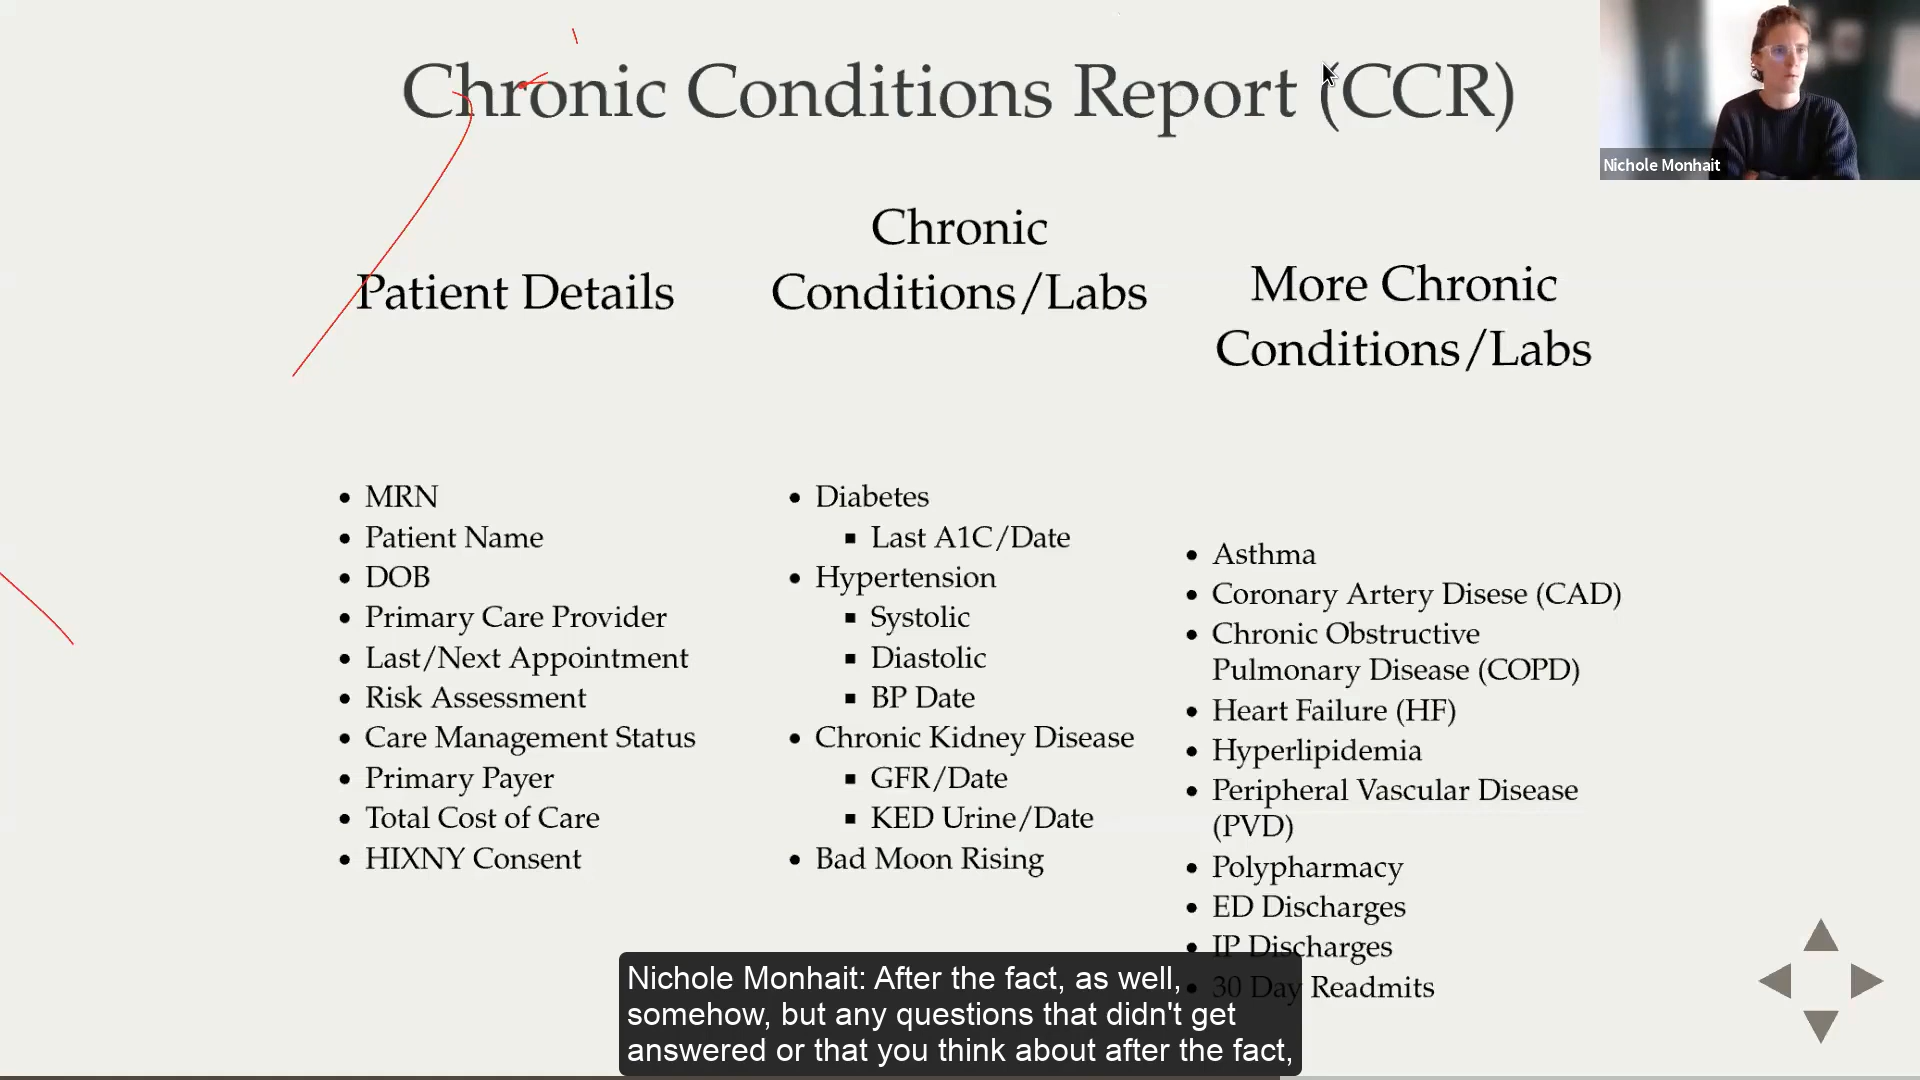 Chronic Conditions Report (CCR)
Nichole Monhait
Patient Details
MRN
Patient Name
DOB
Primary Care Provider
Last/Next Appointment
Risk Assessment
Care Management Status
Primary Payer
Total Cost of Care
HIXNY Consent
Chronic
Conditions/Labs
Diabetes
Last A1C/Date
Hypertension
Systolic
Diastolic
BP Date
Chronic Kidney Disease
GFR/Date
KED Urine/Date
Bad Moon Rising
More Chronic
Conditions/Labs
Asthma
Coronary Artery Disese (CAD)
Chronic Obstructive
Pulmonary Disease (COPD)
Heart Failure (HF)
Hyperlipidemia
Peripheral Vascular Disease
(PVD)
Polypharmacy
ED Discharges
IP Discharges
30 Day Readmits
Nichole Monhait: After the fact, as well,
somehow, but any questions that didn't get
answered or that you think about after the fact,